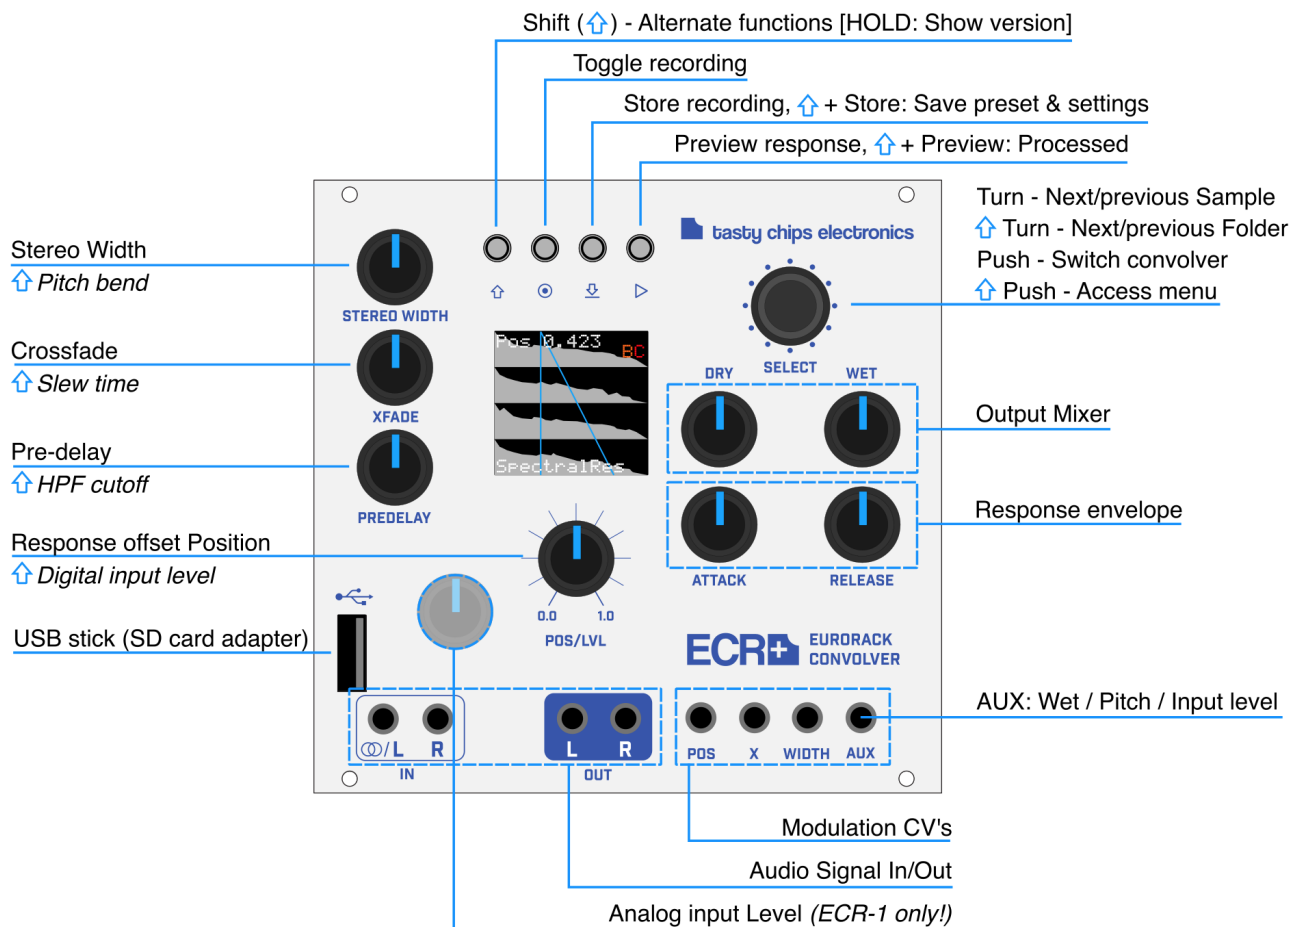 Shift (⇧) - Alternate functions [HOLD: Show version]
Toggle recording
Store recording, ⇧ + Store: Save preset & settings
Preview response, ⇧ + Preview: Processed
Turn - Next/previous Sample
⇧ Turn - Next/previous Folder
Push - Switch convolver
⇧ Push - Access menu
Stereo Width
⇧ Pitch bend
Crossfade
⇧ Slew time
Pre-delay
⇧ HPF cutoff
Response offset Position
⇧ Digital input level
USB stick (SD card adapter)
tasty chips electronics
STEREO WIDTH
XFADE
PREDELAY
Pos 0.423
BC
SpectralRes
SELECT
DRY
WET
Output Mixer
ATTACK
RELEASE
Response envelope
0.0
1.0
POS/LVL
ECR+
EURORACK
CONVOLVER
/L
R
IN
L
R
OUT
POS
X
WIDTH
AUX
AUX: Wet / Pitch / Input level
Modulation CV's
Audio Signal In/Out
Analog input Level (ECR-1 only!)